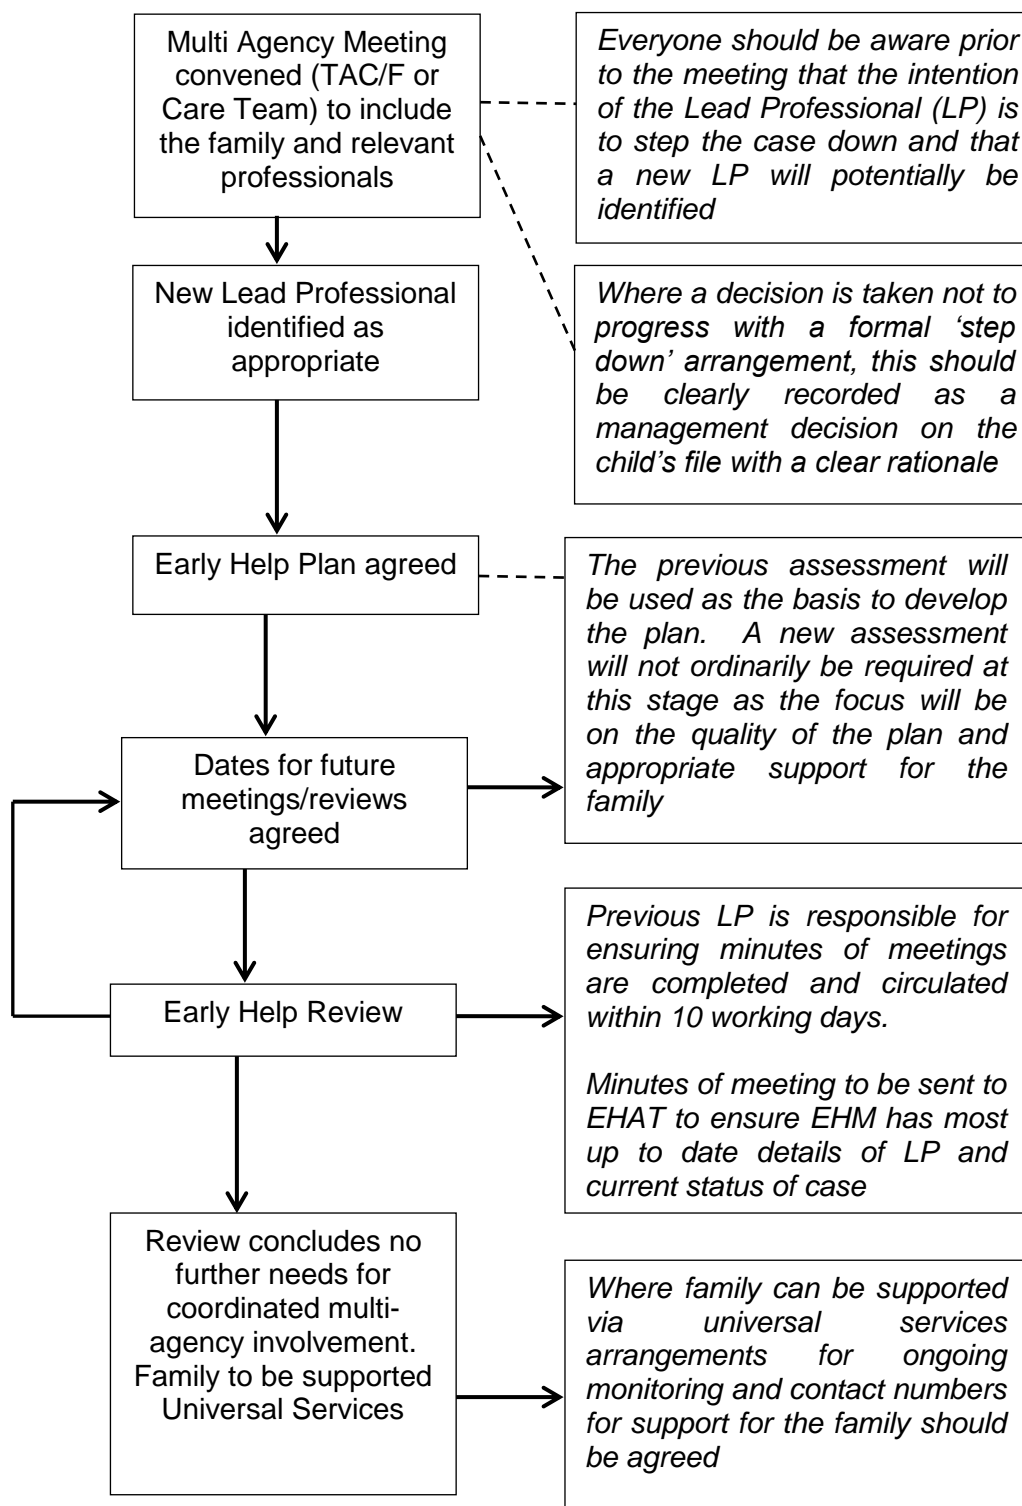 Multi Agency Meeting
convened (TAC/F or
Care Team) to include
the family and relevant
professionals
Everyone should be aware prior
to the meeting that the intention
of the Lead Professional (LP) is
to step the case down and that
a new LP will potentially be
identified
New Lead Professional
identified as
appropriate
Where a decision is taken not to
progress with a formal ‘step
down’ arrangement, this should
be clearly recorded as a
management decision on the
child’s file with a clear rationale
Early Help Plan agreed
The previous assessment will
be used as the basis to develop
the plan. A new assessment
will not ordinarily be required at
this stage as the focus will be
on the quality of the plan and
appropriate support for the
family
Dates for future
meetings/reviews
agreed
Early Help Review
Previous LP is responsible for
ensuring minutes of meetings
are completed and circulated
within 10 working days.
Minutes of meeting to be sent to
EHAT to ensure EHM has most
up to date details of LP and
current status of case
Review concludes no
further needs for
coordinated multi-
agency involvement.
Family to be supported
Universal Services
Where family can be supported
via universal services
arrangements for ongoing
monitoring and contact numbers
for support for the family should
be agreed